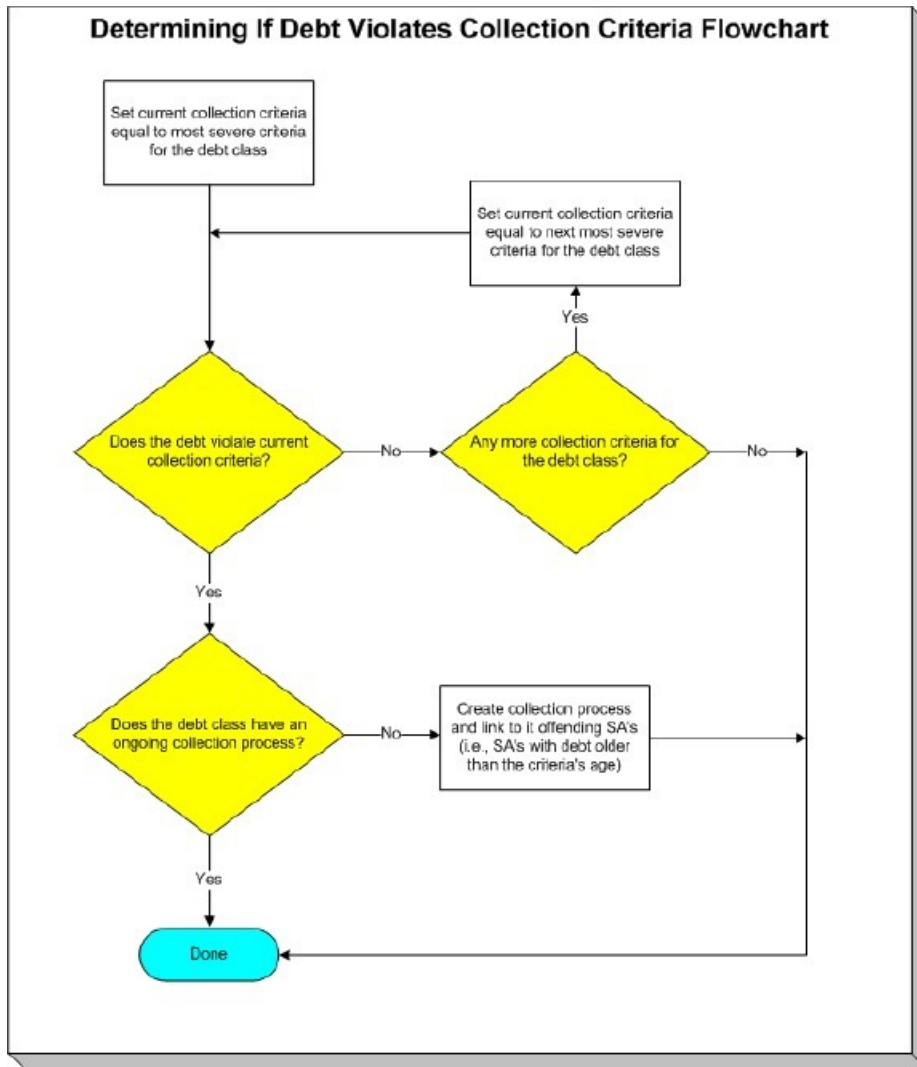 Determining If Debt Violates Collection Criteria Flowchart
Set current collection criteria
equal to most severe criteria
for the debt class
Set current collection criteria
equal to next most severe
criteria for the debt class
Yes
Does the debt violate current
collection criteria?
No
Any more collection criteria for
the debt class?
No
Yes
Does the debt class have an
ongoing collection process?
No
Create collection process
and link to it offending SA's
(i.e., SA's with debt older
than the criteria's age)
Yes
Done